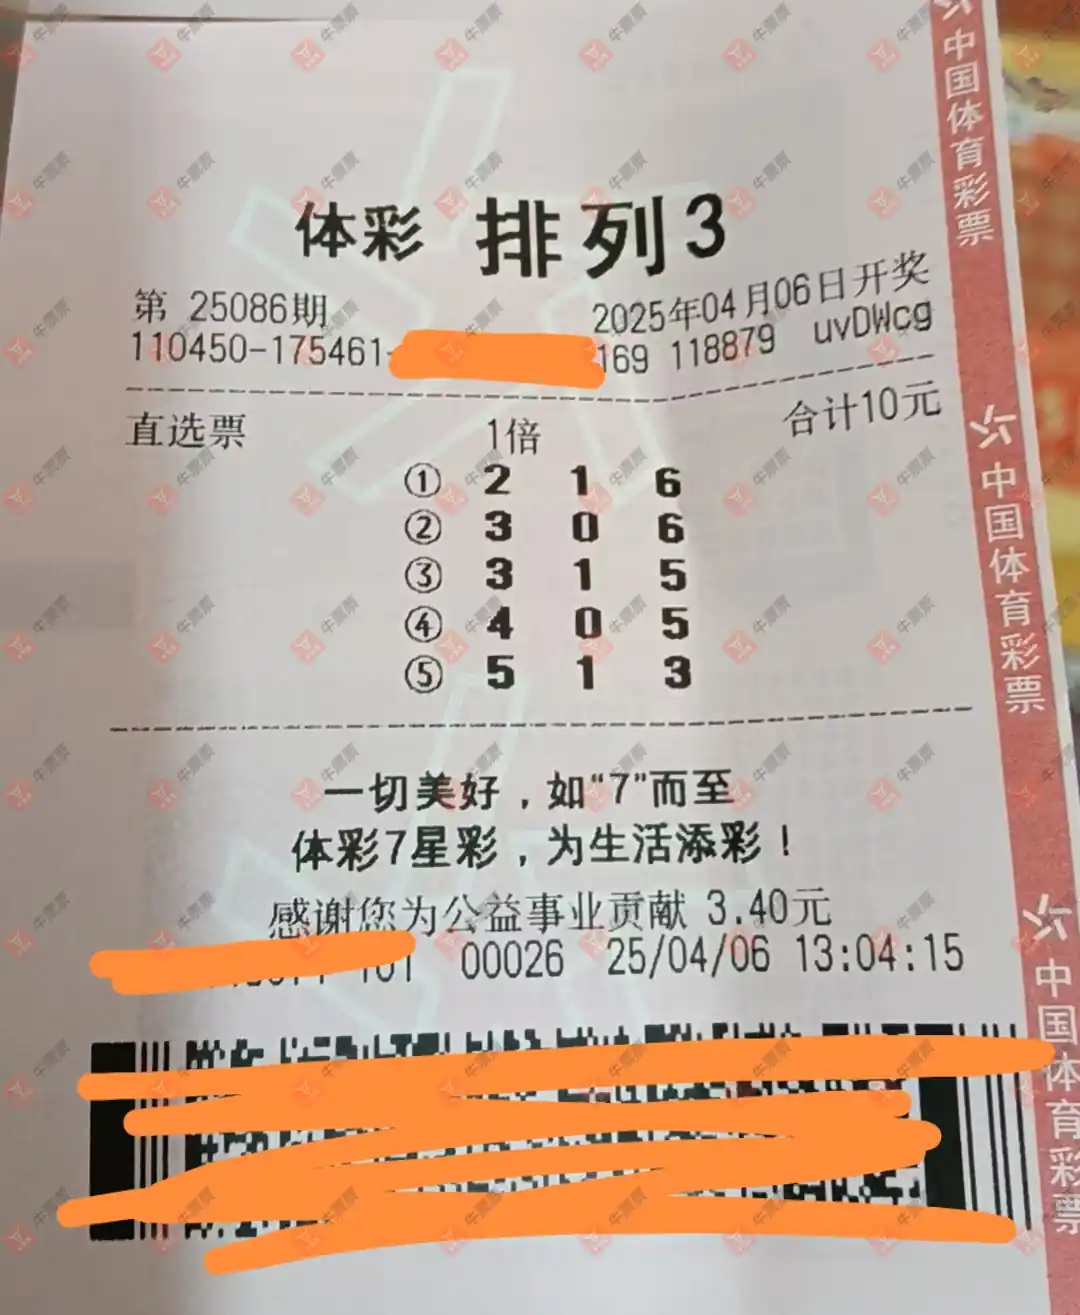 体彩 排列3
第 25086期 2025年04月06日开奖
110450-175461- 169 118879 uvDWcg
直选票 1倍 合计10元
① 2 1 6
② 3 0 6
③ 3 1 5
④ 4 0 5
⑤ 5 1 3
一切美好，如“7”而至
体彩7星彩，为生活添彩！
感谢您为公益事业贡献 3.40元
101 00026 25/04/06 13:04:15
中国体育彩票
中国体育彩票
中国体育彩票
牛票票